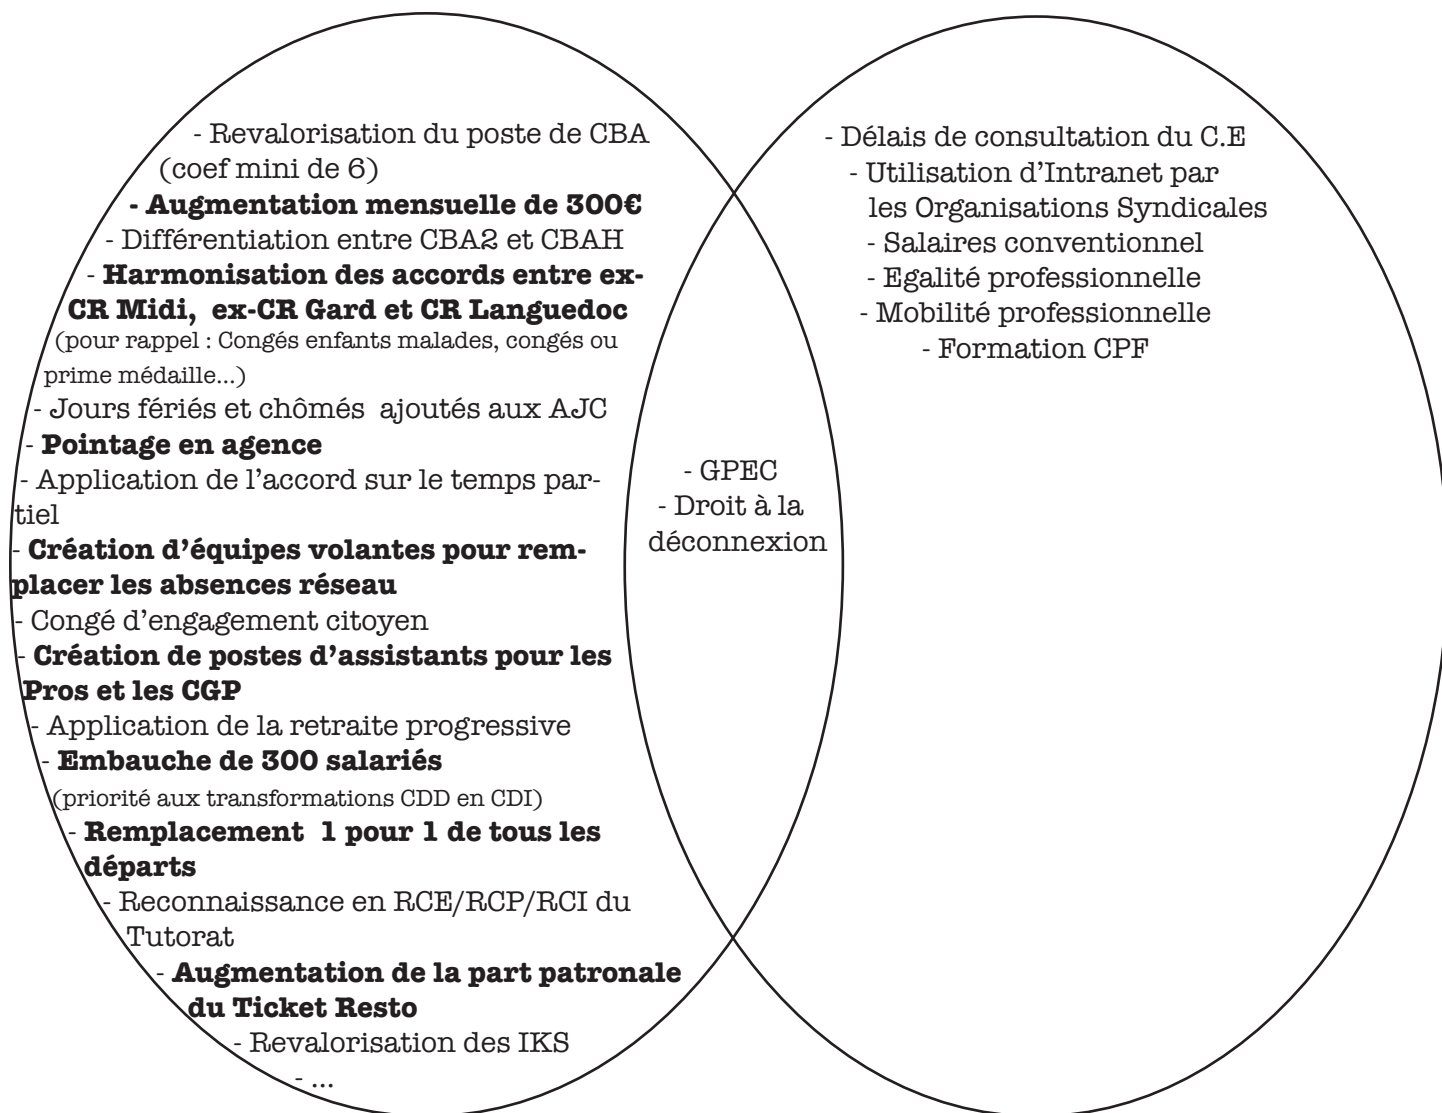 - Revalorisation du poste de CBA
(coef mini de 6)
- Augmentation mensuelle de 300€
- Différentiation entre CBA2 et CBAH
- Harmonisation des accords entre ex-
CR Midi,  ex-CR Gard et CR Languedoc
(pour rappel : Congés enfants malades, congés ou
prime médaille...)
- Jours fériés et chômés  ajoutés aux AJC
- Pointage en agence
- Application de l'accord sur le temps par-
tiel
- Création d'équipes volantes pour rem-
placer les absences réseau
- Congé d'engagement citoyen
- Création de postes d'assistants pour les
Pros et les CGP
- Application de la retraite progressive
- Embauche de 300 salariés
(priorité aux transformations CDD en CDI)
- Remplacement  1 pour 1 de tous les
départs
- Reconnaissance en RCE/RCP/RCI du
Tutorat
- Augmentation de la part patronale
du Ticket Resto
- Revalorisation des IKS
- ...
- GPEC
- Droit à la
déconnexion
- Délais de consultation du C.E
- Utilisation d'Intranet par
les Organisations Syndicales
- Salaires conventionnel
- Egalité professionnelle
- Mobilité professionnelle
- Formation CPF